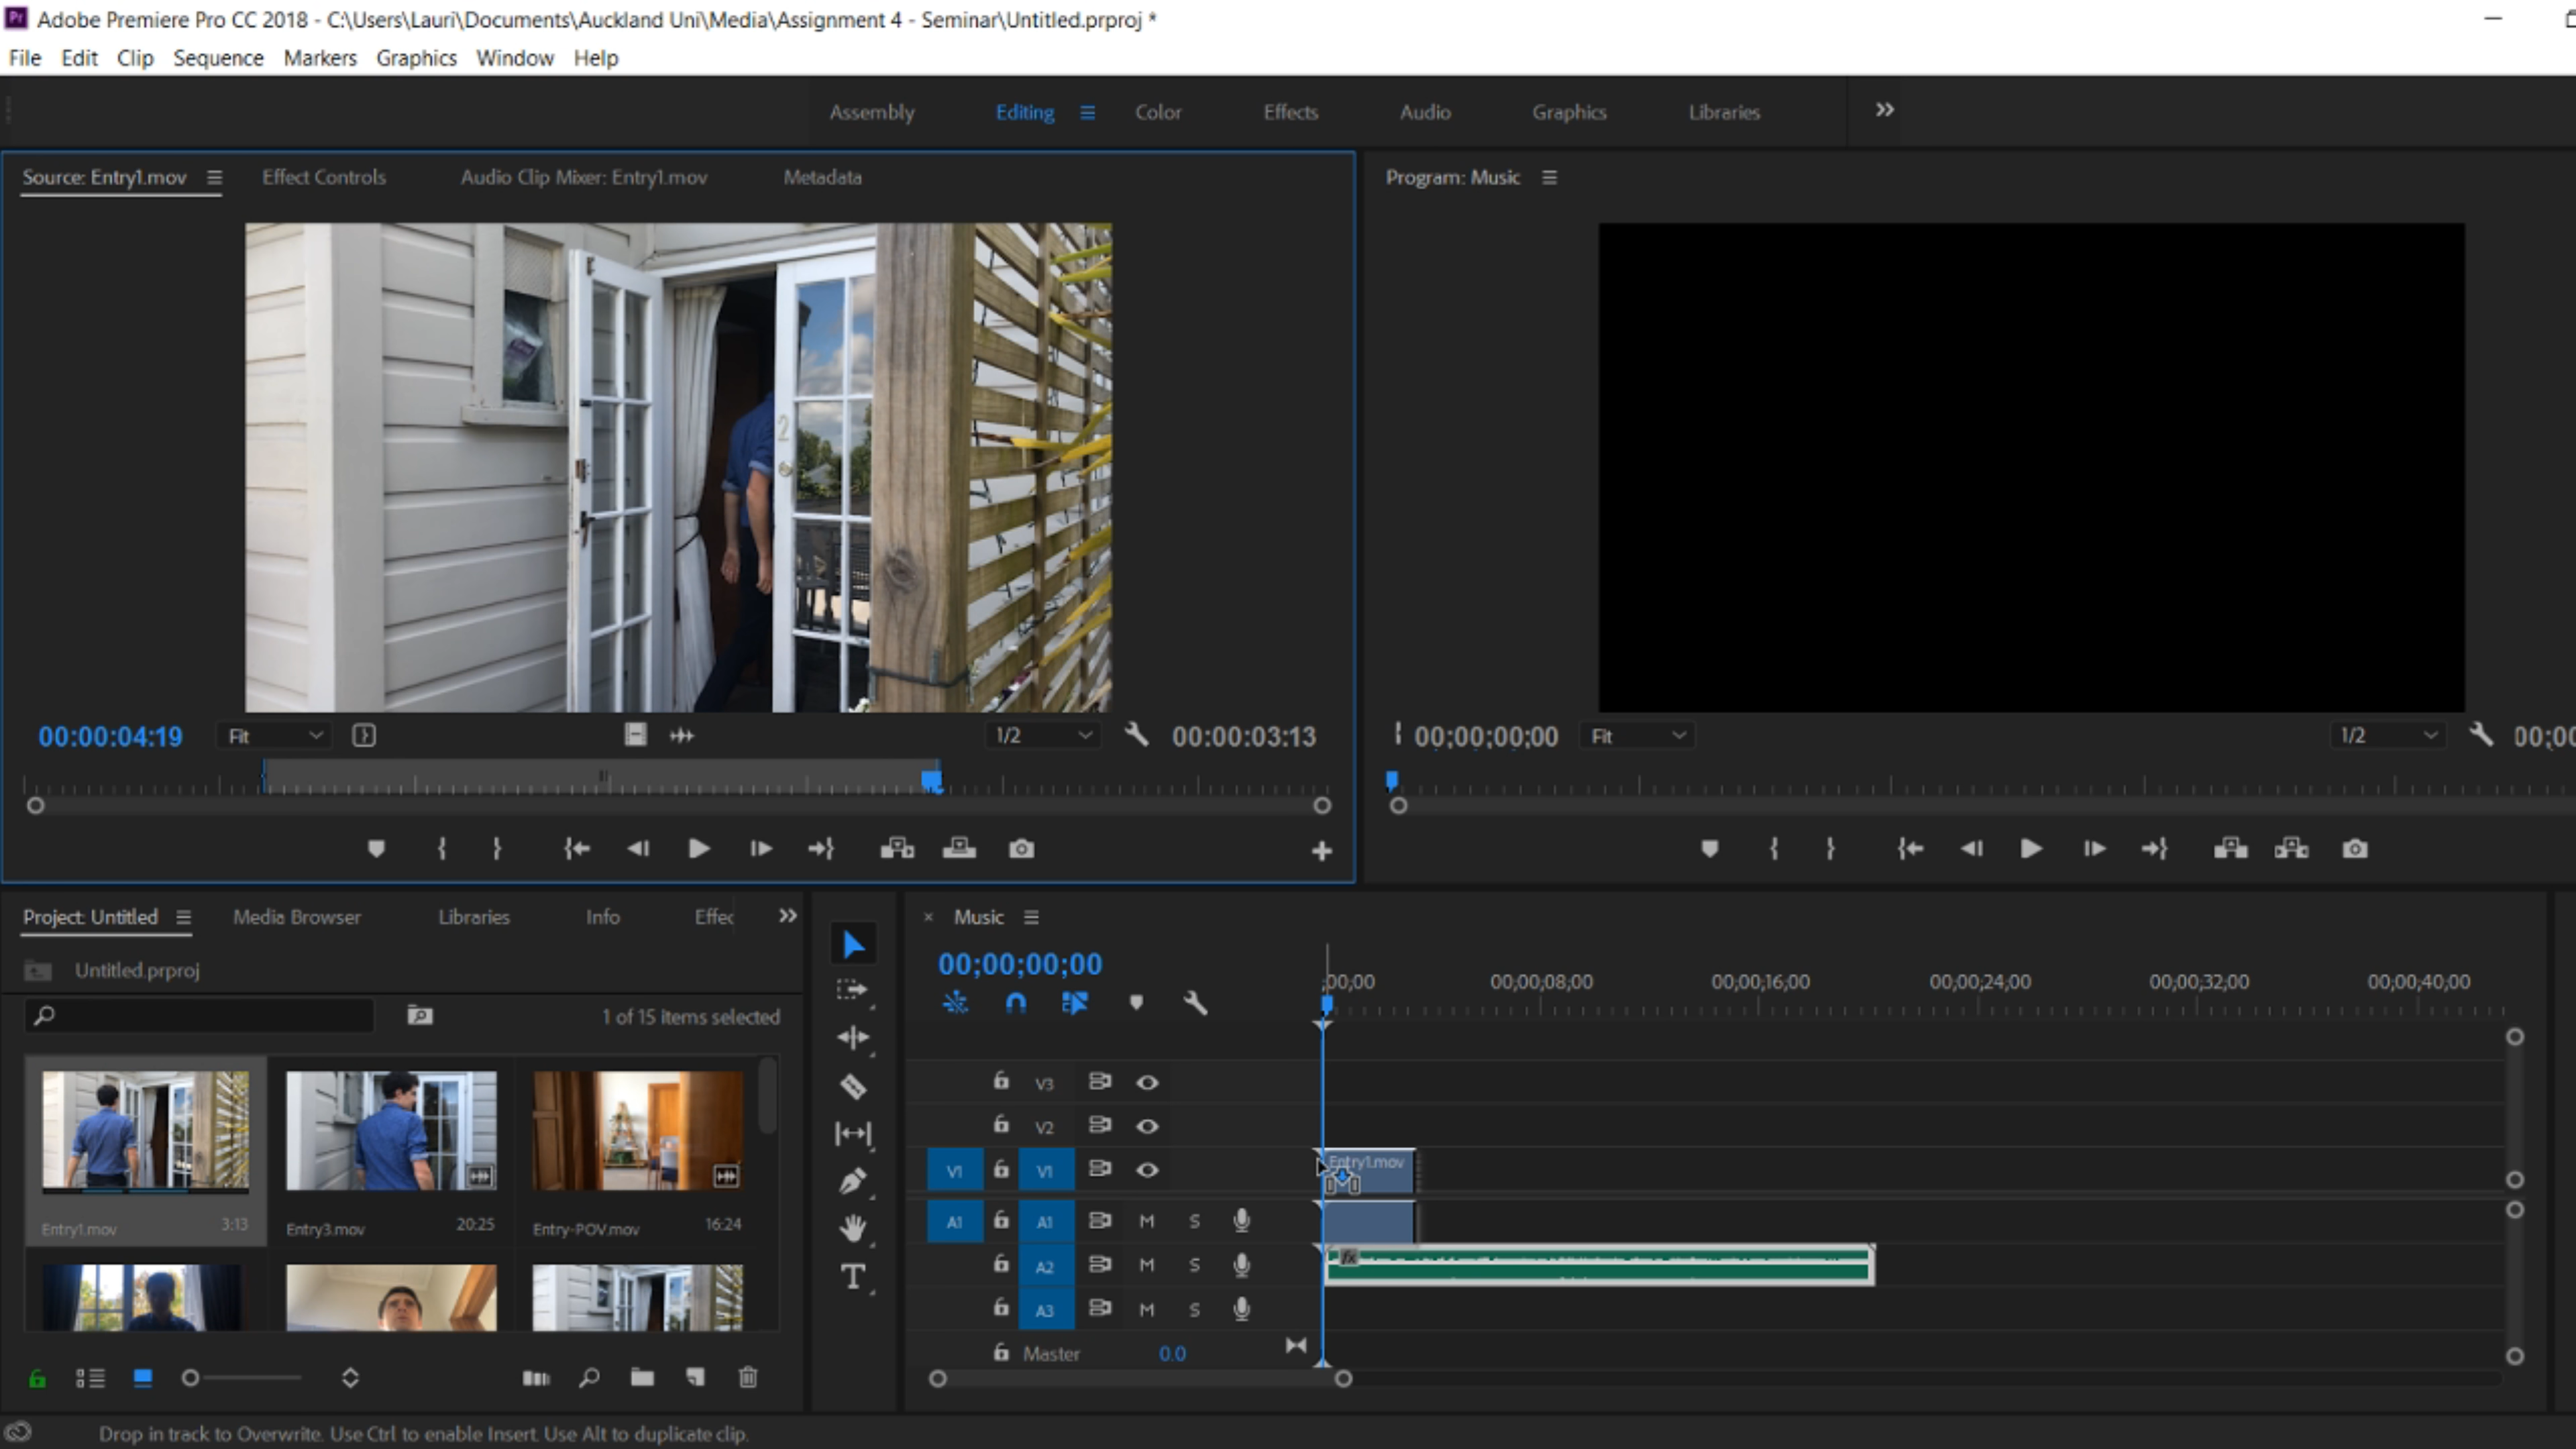 Pr Adobe Premiere Pro CC 2018 - C:\Users\Lauri\Documents\Auckland Uni\Media\Assignment 4 - Seminar\Untitled.prproj *
File Edit Clip Sequence Markers Graphics Window Help
Assembly Editing Color Effects Audio Graphics Libraries
Source: Entry1.mov Effect Controls Audio Clip Mixer: Entry1.mov Metadata
Program: Music
2
00:00:04:19 Fit 1/2 00:00:03:13
00;00;00;00 Fit 1/2 00;00
Project: Untitled Media Browser Libraries Info Effec
Music
Untitled.prproj
00;00;00;00
;00;00 00;00;08;00 00;00;16;00 00;00;24;00 00;00;32;00 00;00;40;00
1 of 15 items selected
V3
V2
V1 V1 Entry1.mov
A1 A1 M S
A2 M S fx
A3 M S
Master 0.0
Entry1.mov 3:13 Entry3.mov 20:25 Entry-POV.mov 16:24
Drop in track to Overwrite. Use Ctrl to enable Insert. Use Alt to duplicate clip.